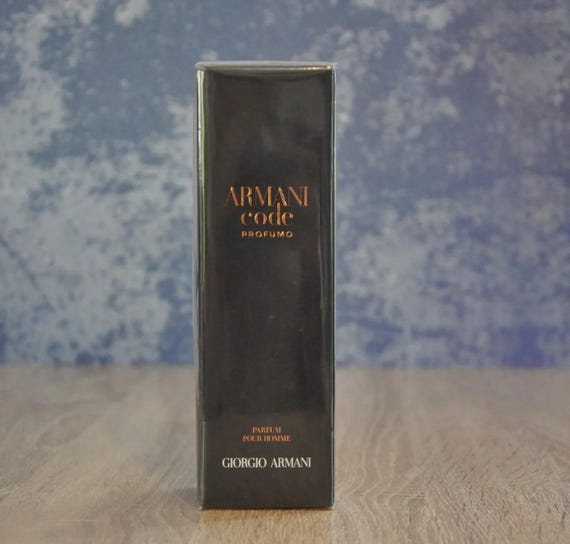 ARMANI
code
PROFUMO
PARFUM
POUR HOMME
GIORGIO ARMANI